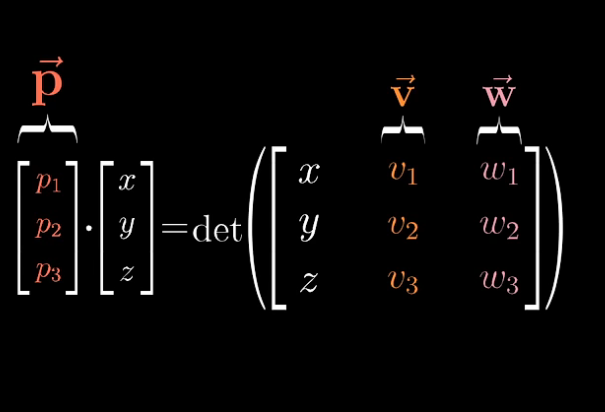 p⃗ v⃗ w⃗
[p₁ p₂ p₃] · [x y z] = det([x v₁ w₁
y v₂ w₂
z v₃ w₃])